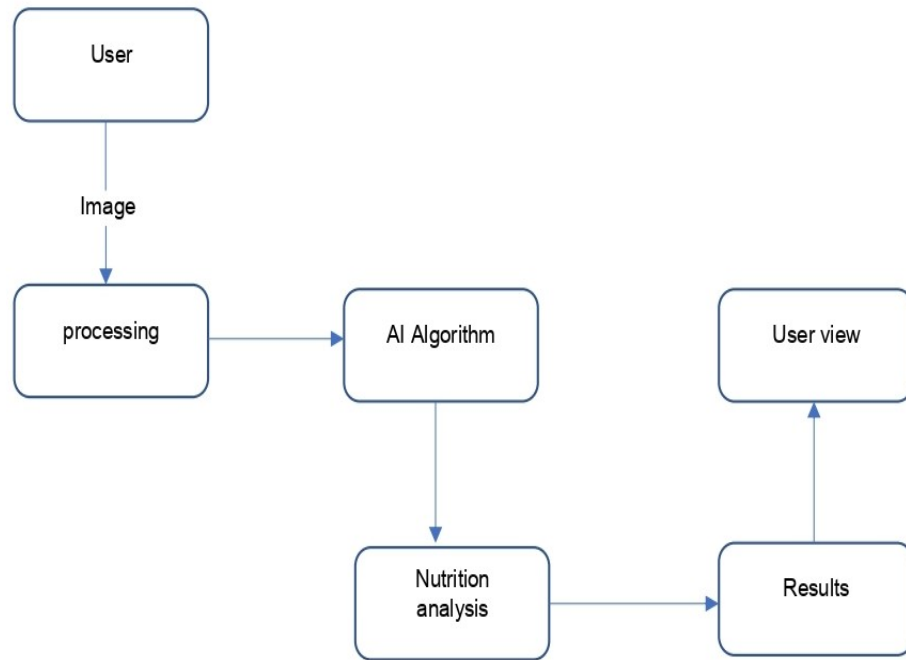 User
Image
processing
AI Algorithm
User view
Nutrition
analysis
Results